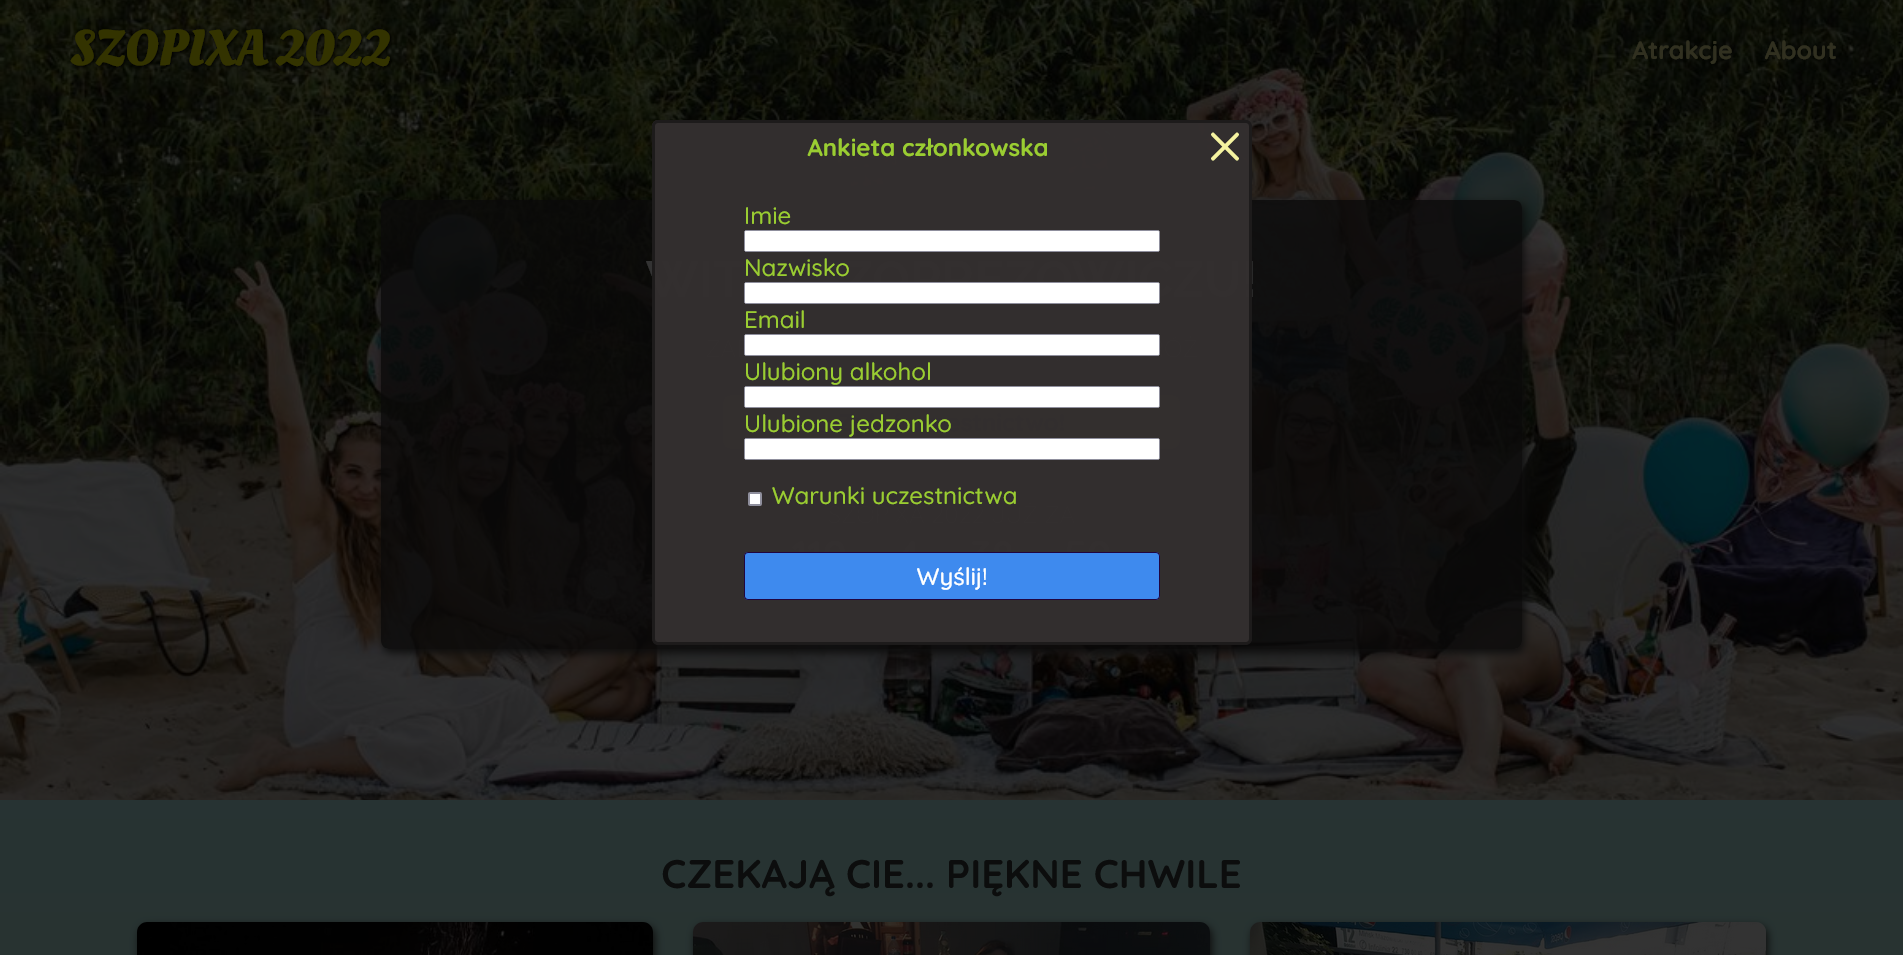 SZOPIXA 2022
Atrakcje About
Ankieta członkowska
Imie
Nazwisko
Email
Ulubiony alkohol
Ulubione jedzonko
Warunki uczestnictwa
Wyślij!
CZEKAJĄ CIE... PIĘKNE CHWILE